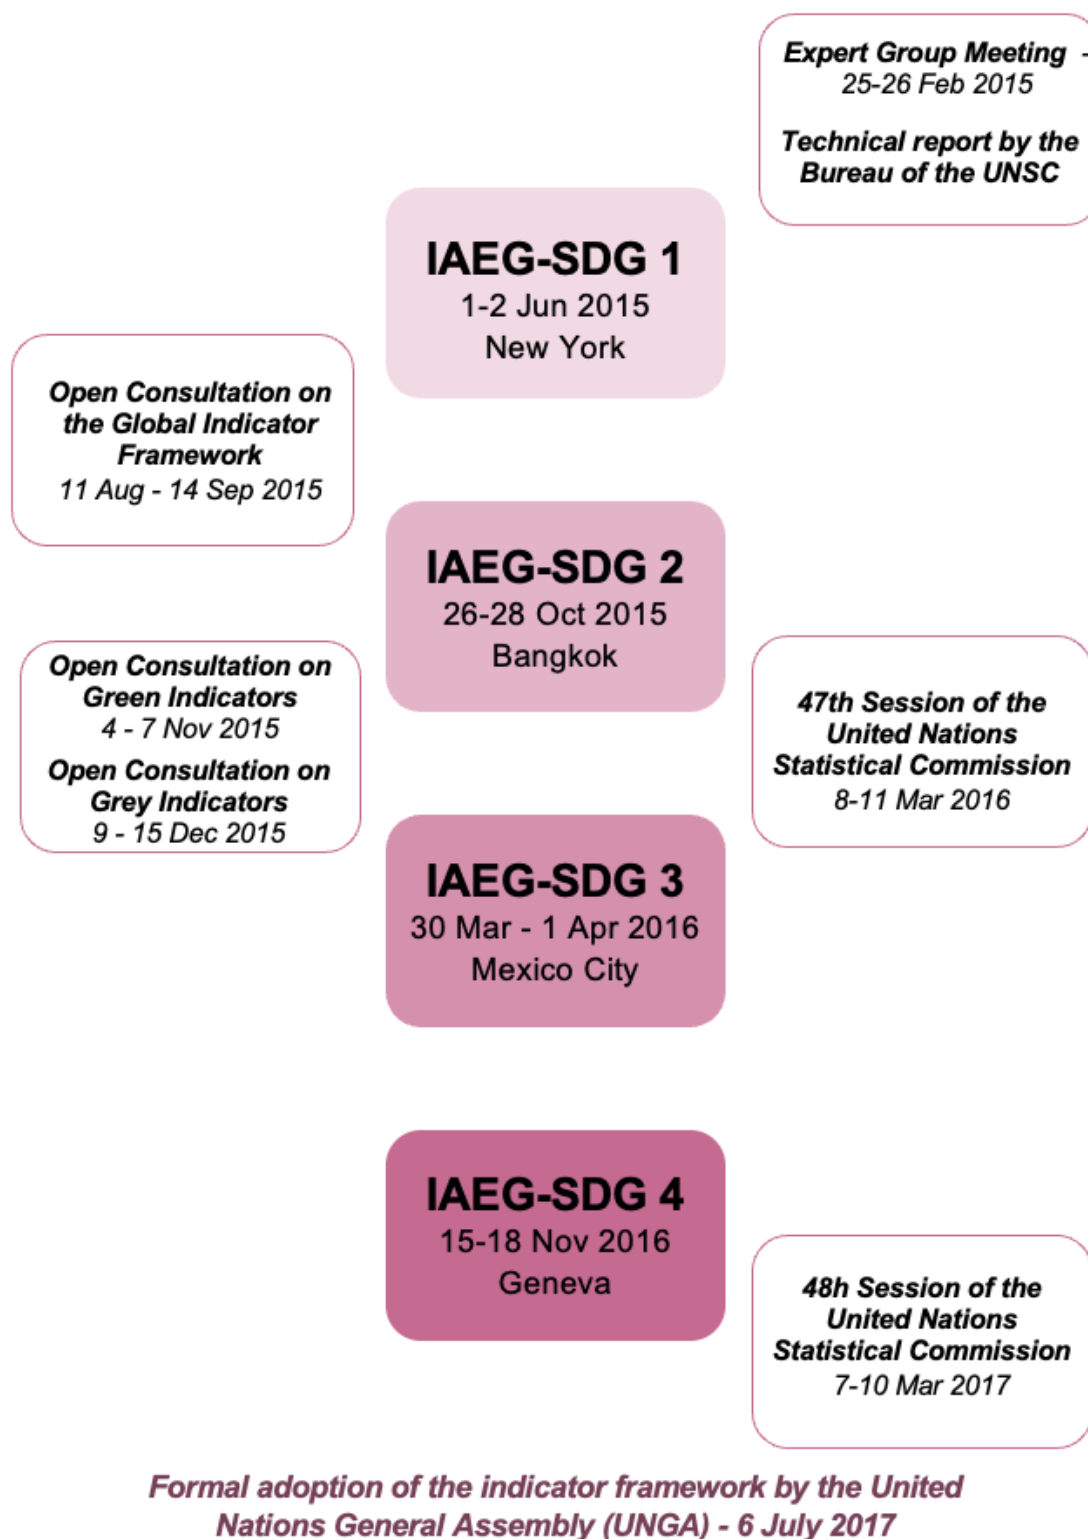 Expert Group Meeting -
25-26 Feb 2015
Technical report by the
Bureau of the UNSC
IAEG-SDG 1
1-2 Jun 2015
New York
Open Consultation on
the Global Indicator
Framework
11 Aug - 14 Sep 2015
IAEG-SDG 2
26-28 Oct 2015
Bangkok
Open Consultation on
Green Indicators
4 - 7 Nov 2015
Open Consultation on
Grey Indicators
9 - 15 Dec 2015
47th Session of the
United Nations
Statistical Commission
8-11 Mar 2016
IAEG-SDG 3
30 Mar - 1 Apr 2016
Mexico City
IAEG-SDG 4
15-18 Nov 2016
Geneva
48h Session of the
United Nations
Statistical Commission
7-10 Mar 2017
Formal adoption of the indicator framework by the United
Nations General Assembly (UNGA) - 6 July 2017